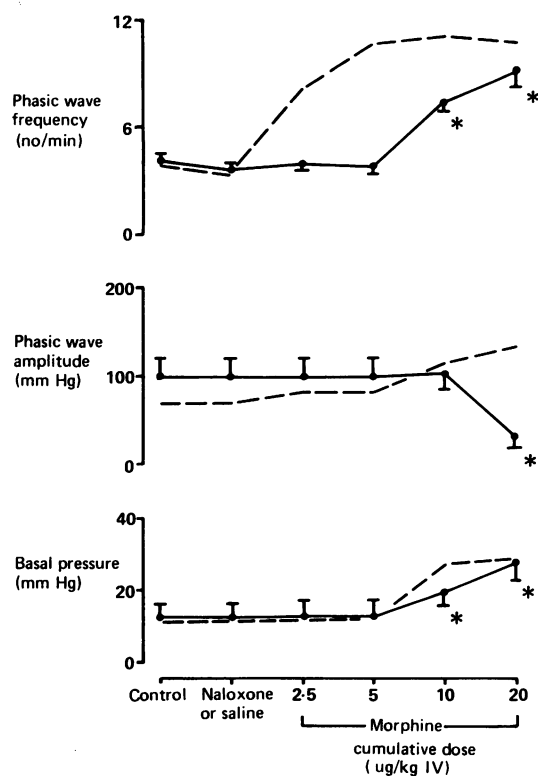 12
Phasic wave
frequency
(no/min)
6
0
*
*
200
Phasic wave
amplitude
(mm Hg)
100
0
*
40
Basal pressure
(mm Hg)
20
0
*
*
Control
Naloxone
or saline
2·5
5
10
20
Morphine
cumulative dose
( ug/kg IV)